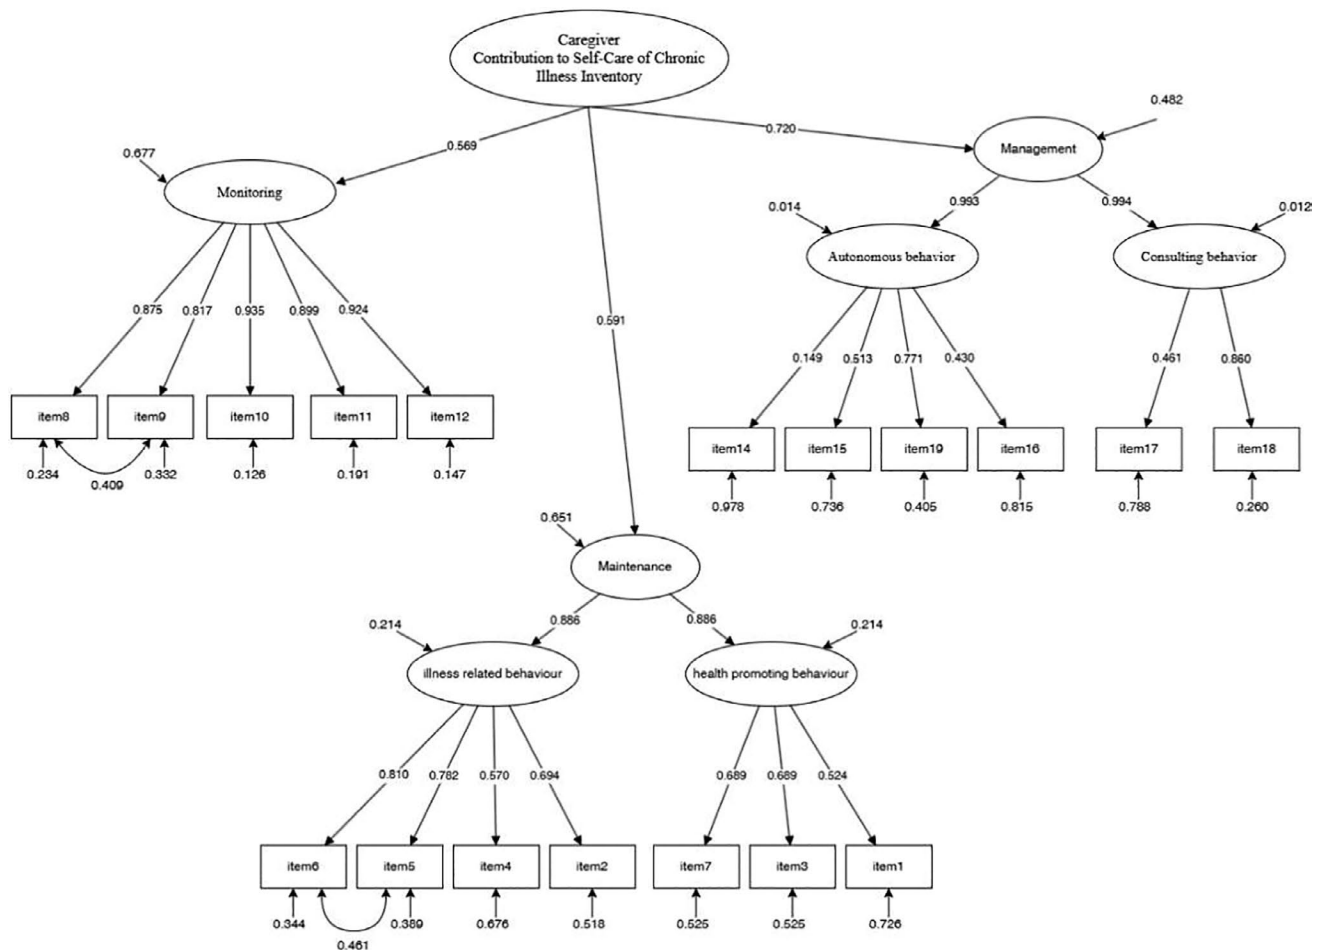 Caregiver
Contribution to Self-Care of Chronic
Illness Inventory
0.482
0.720
0.569
0.677
Management
Monitoring
0.993
0.994
0.014
0.012
Autonomous behavior
Consulting behavior
0.875
0.817
0.935
0.899
0.924
0.591
0.149
0.513
0.771
0.430
0.461
0.860
item8
item9
item10
item11
item12
item14
item15
item19
item16
item17
item18
0.234
0.409
0.332
0.126
0.191
0.147
0.978
0.736
0.405
0.815
0.788
0.260
0.651
Maintenance
0.886
0.886
0.214
0.214
illness related behaviour
health promoting behaviour
0.810
0.782
0.570
0.694
0.689
0.689
0.524
item6
item5
item4
item2
item7
item3
item1
0.344
0.461
0.389
0.676
0.518
0.525
0.525
0.726